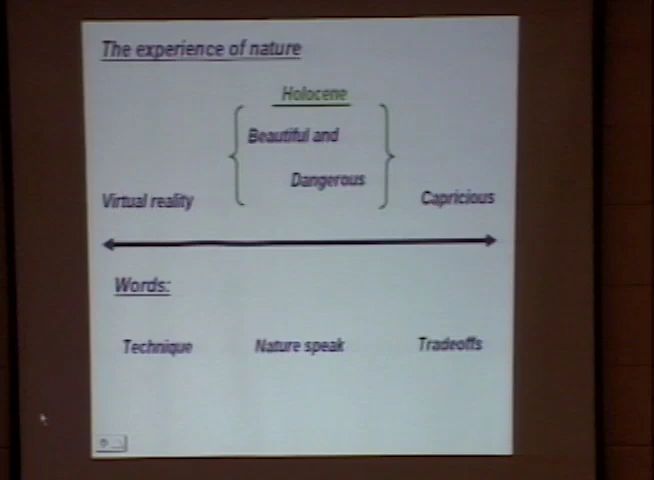 The experience of nature
Holocene
Beautiful and
Dangerous
Virtual reality
Capricious
Words:
Technique
Nature speak
Tradeoffs